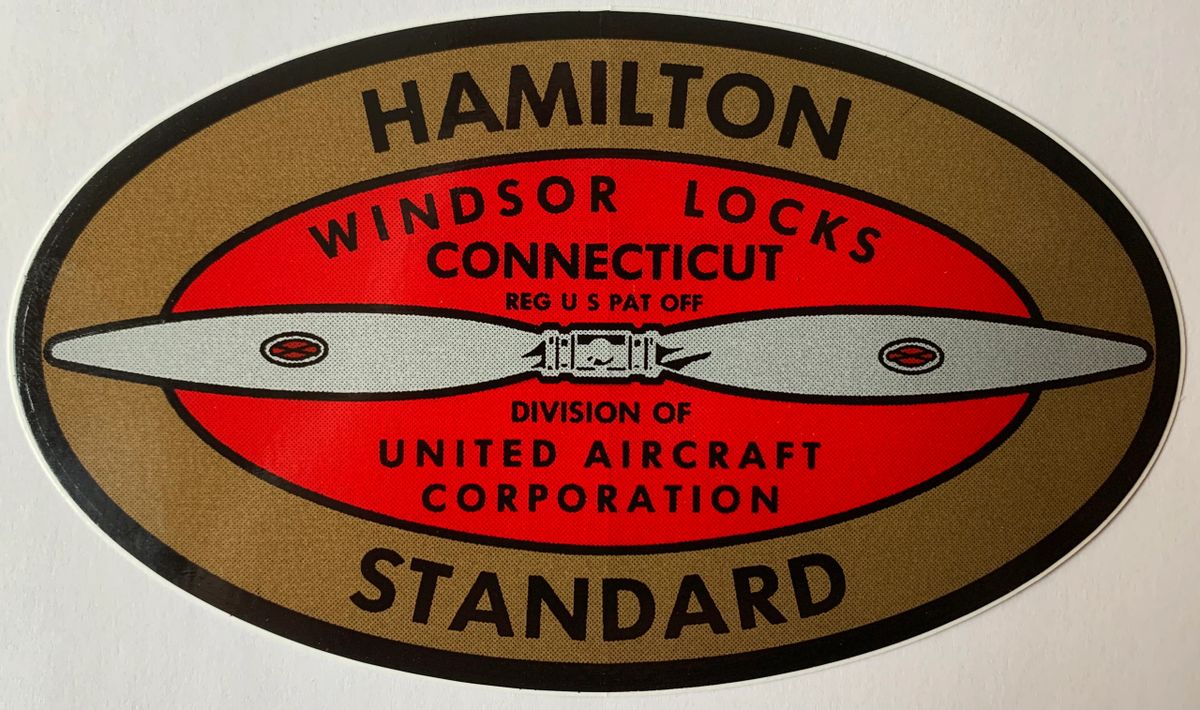 HAMILTON
WINDSOR LOCKS
CONNECTICUT
REG U S PAT OFF
DIVISION OF
UNITED AIRCRAFT
CORPORATION
STANDARD